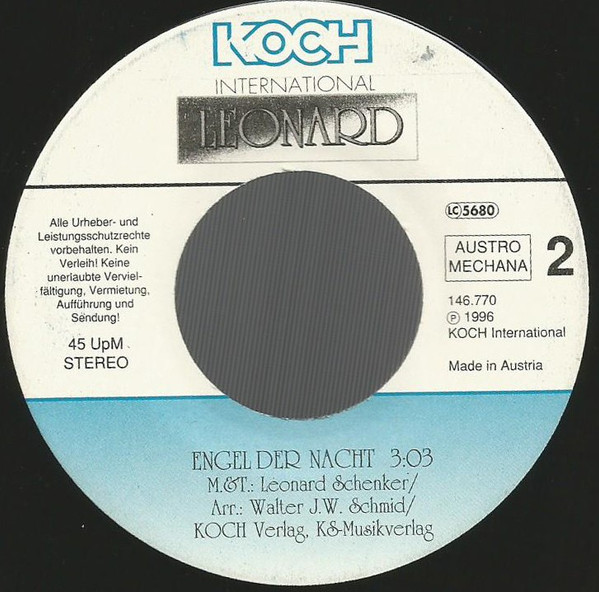 KOCH
INTERNATIONAL
LEONARD
Alle Urheber- und
Leistungsschutzrechte
vorbehalten. Kein
Verleih! Keine
unerlaubte Verviel-
fältigung, Vermietung,
Aufführung und
Sendung!
45 UpM
STEREO
LC 5680
AUSTRO
MECHANA
2
146.770
℗ 1996
KOCH International
Made in Austria
ENGEL DER NACHT 3:03
M.&T.: Leonard Schenker/
Arr.: Walter J.W. Schmid/
KOCH Verlag, KS-Musikverlag